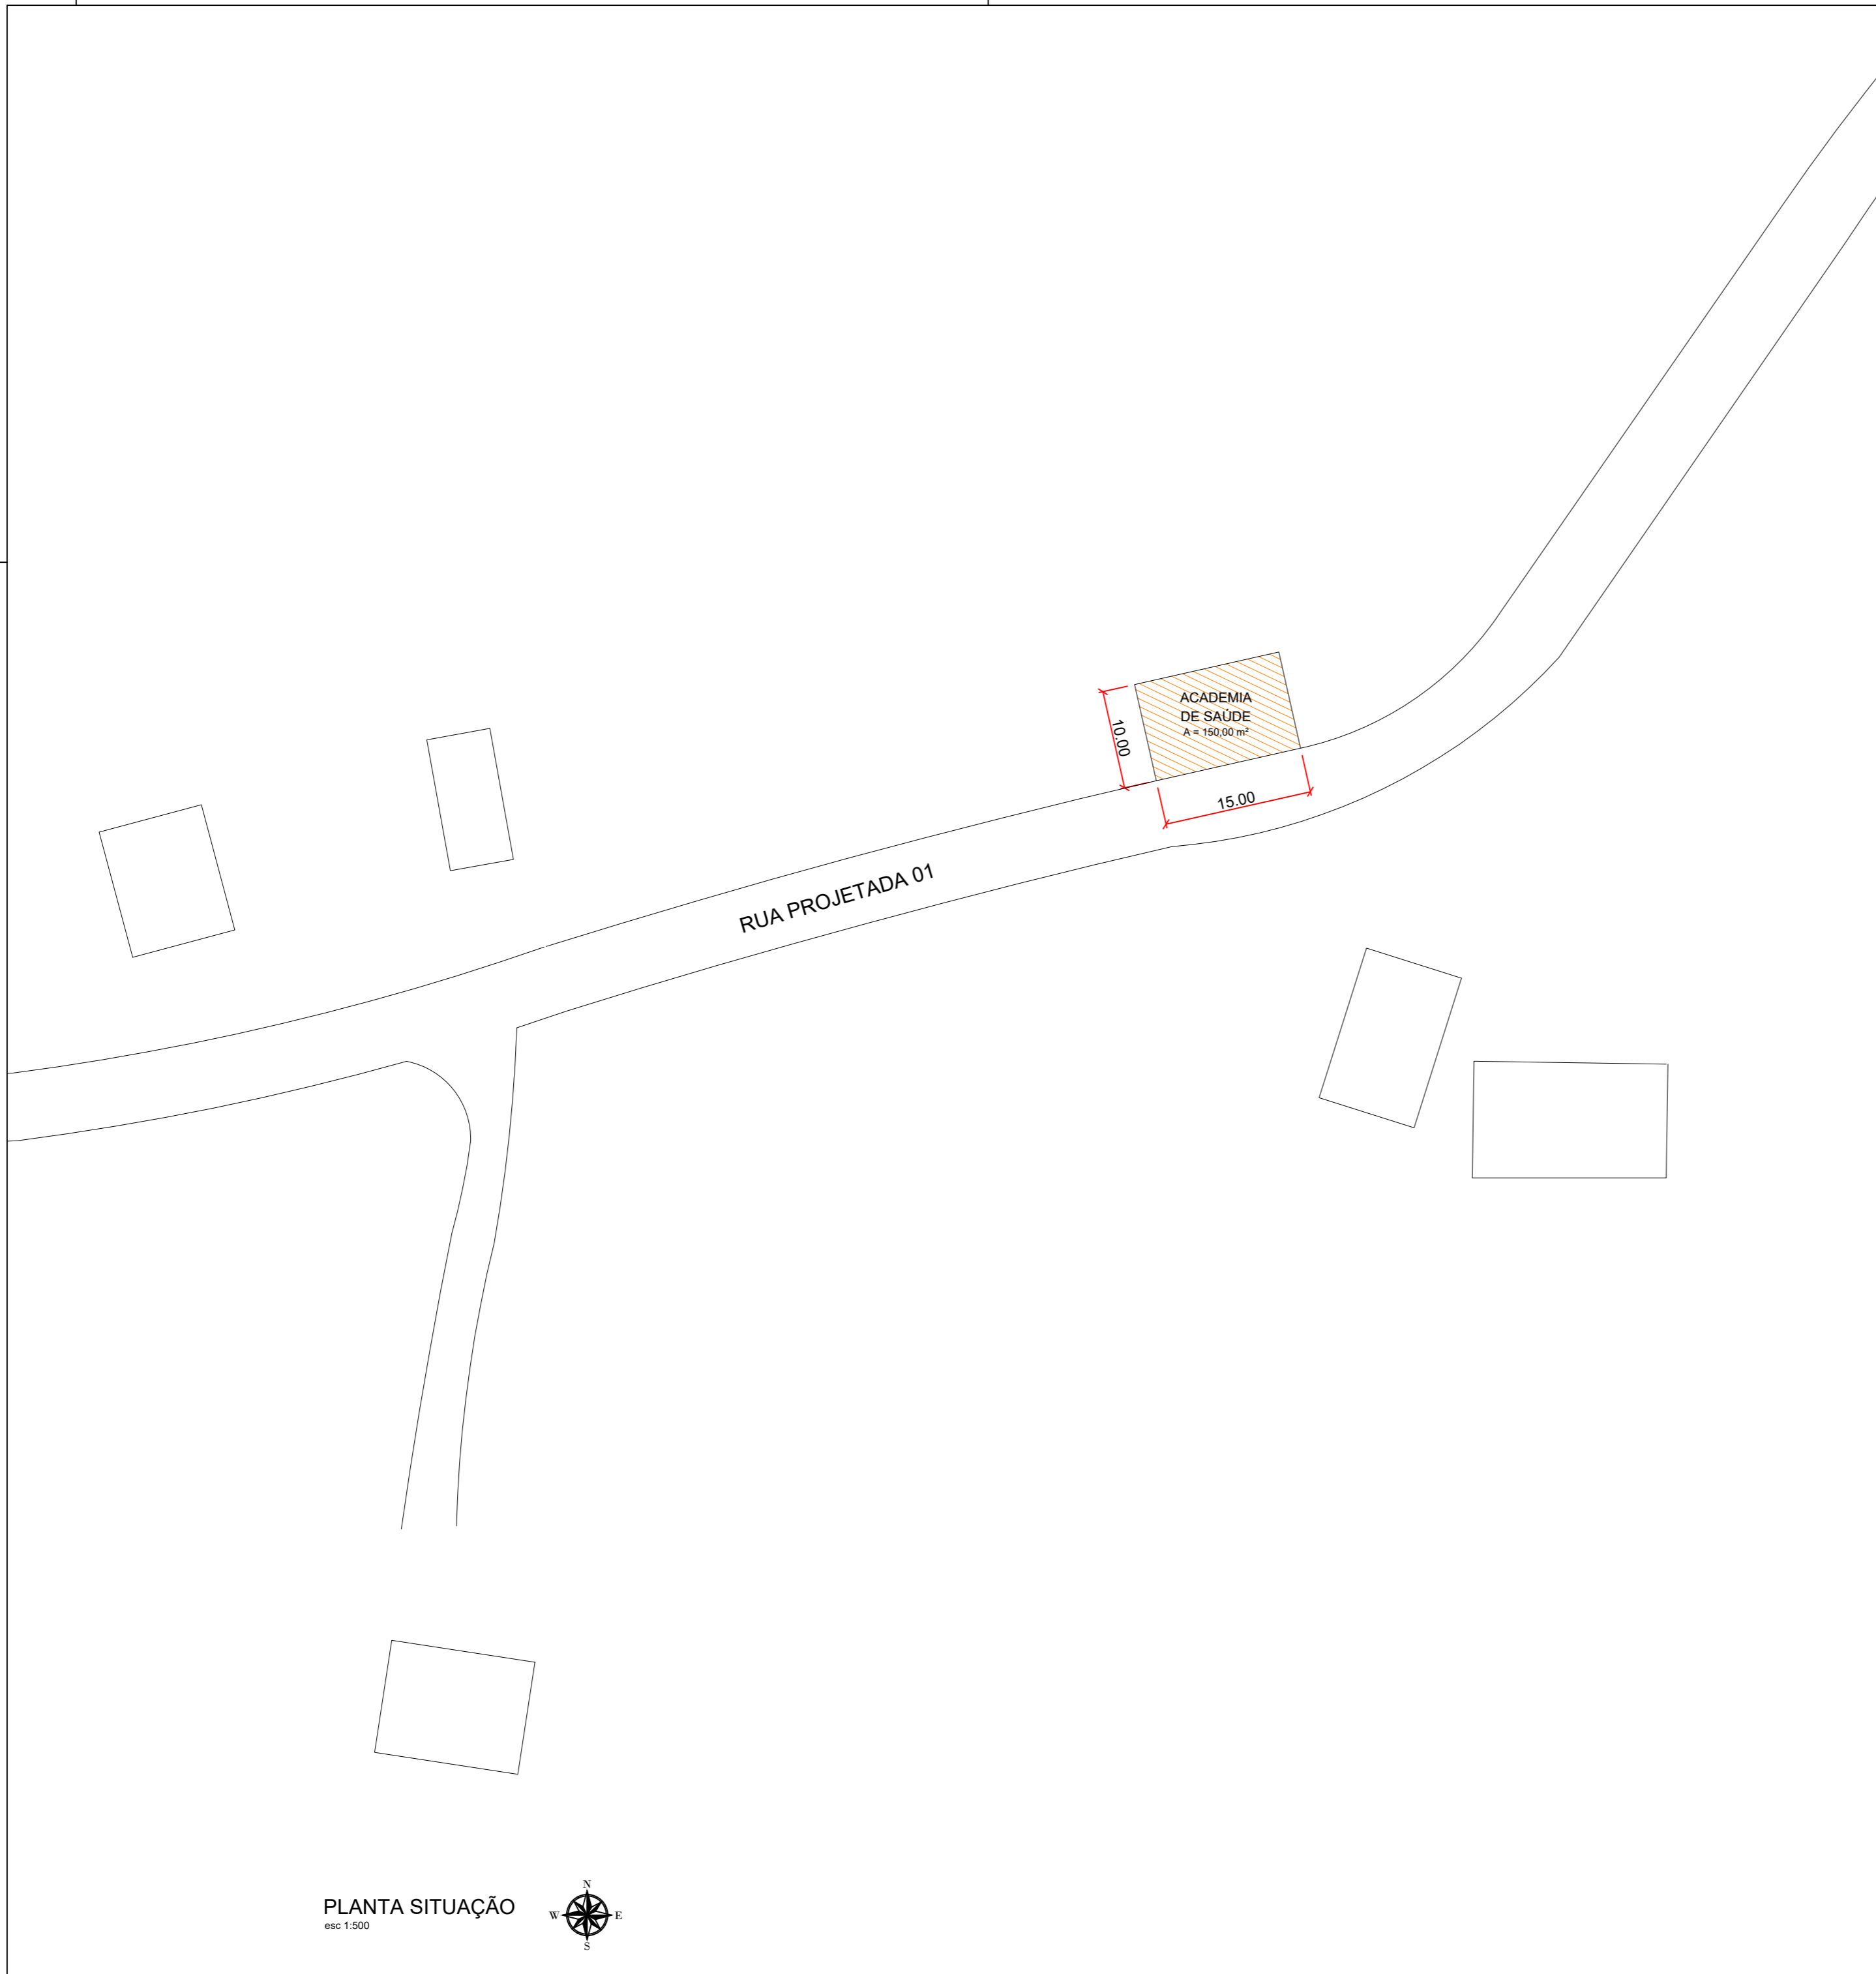 ACADEMIA
DE SAÚDE
A = 150,00 m²
10.00
15.00
RUA PROJETADA 01
PLANTA SITUAÇÃO
esc 1:500
N
W E
S